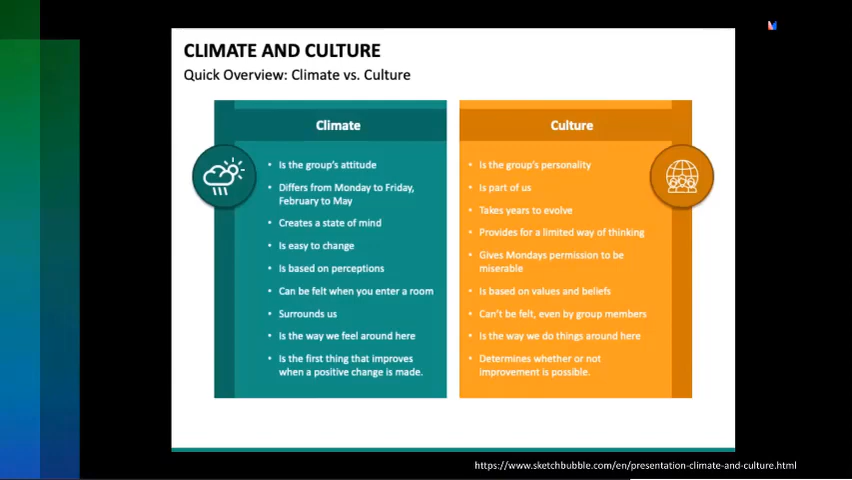 CLIMATE AND CULTURE
Quick Overview: Climate vs. Culture
Climate
• Is the group's attitude
• Differs from Monday to Friday,
February to May
• Creates a state of mind
• Is easy to change
• Is based on perceptions
• Can be felt when you enter a room
• Surrounds us
• Is the way we feel around here
• Is the first thing that improves
when a positive change is made.
Culture
• Is the group's personality
• Is part of us
• Takes years to evolve
• Provides for a limited way of thinking
• Gives Mondays permission to be
miserable
• Is based on values and beliefs
• Can't be felt, even by group members
• Is the way we do things around here
• Determines whether or not
improvement is possible.
https://www.sketchbubble.com/en/presentation-climate-and-culture.html